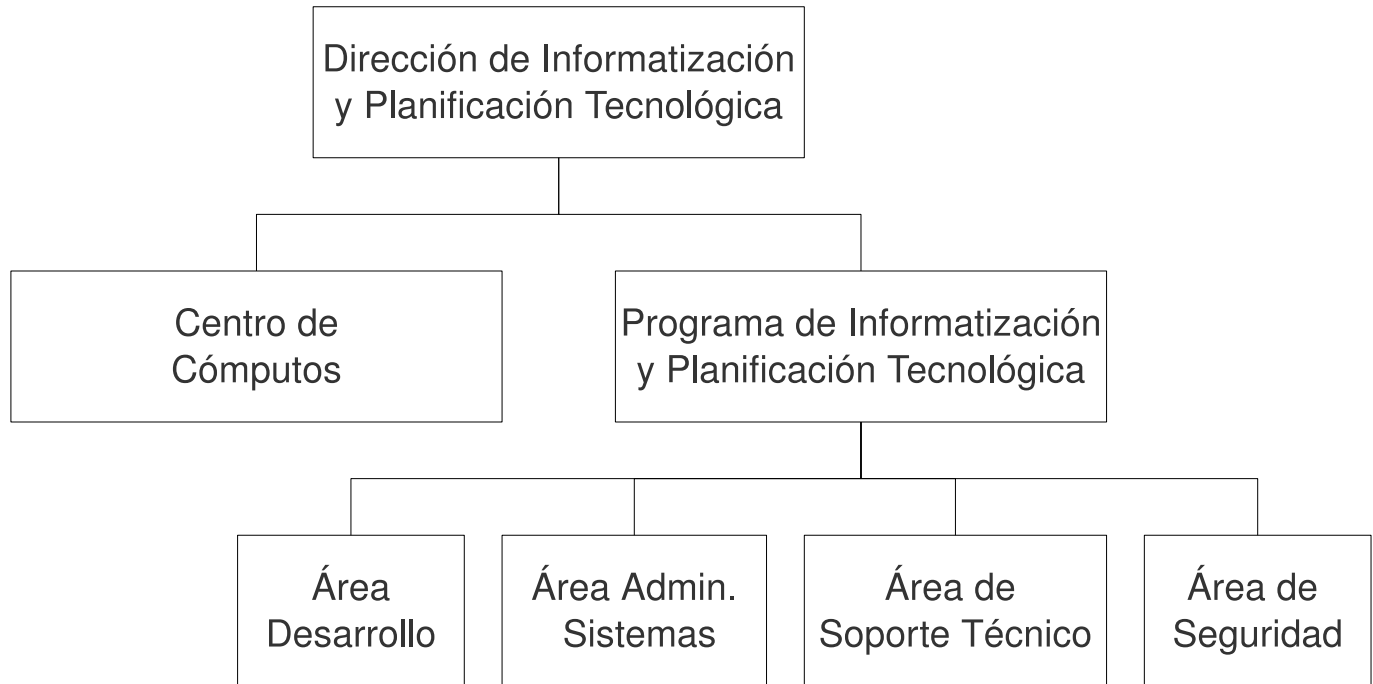 Dirección de Informatización
y Planificación Tecnológica
Centro de
Cómputos
Programa de Informatización
y Planificación Tecnológica
Área
Desarrollo
Área Admin.
Sistemas
Área de
Soporte Técnico
Área de
Seguridad